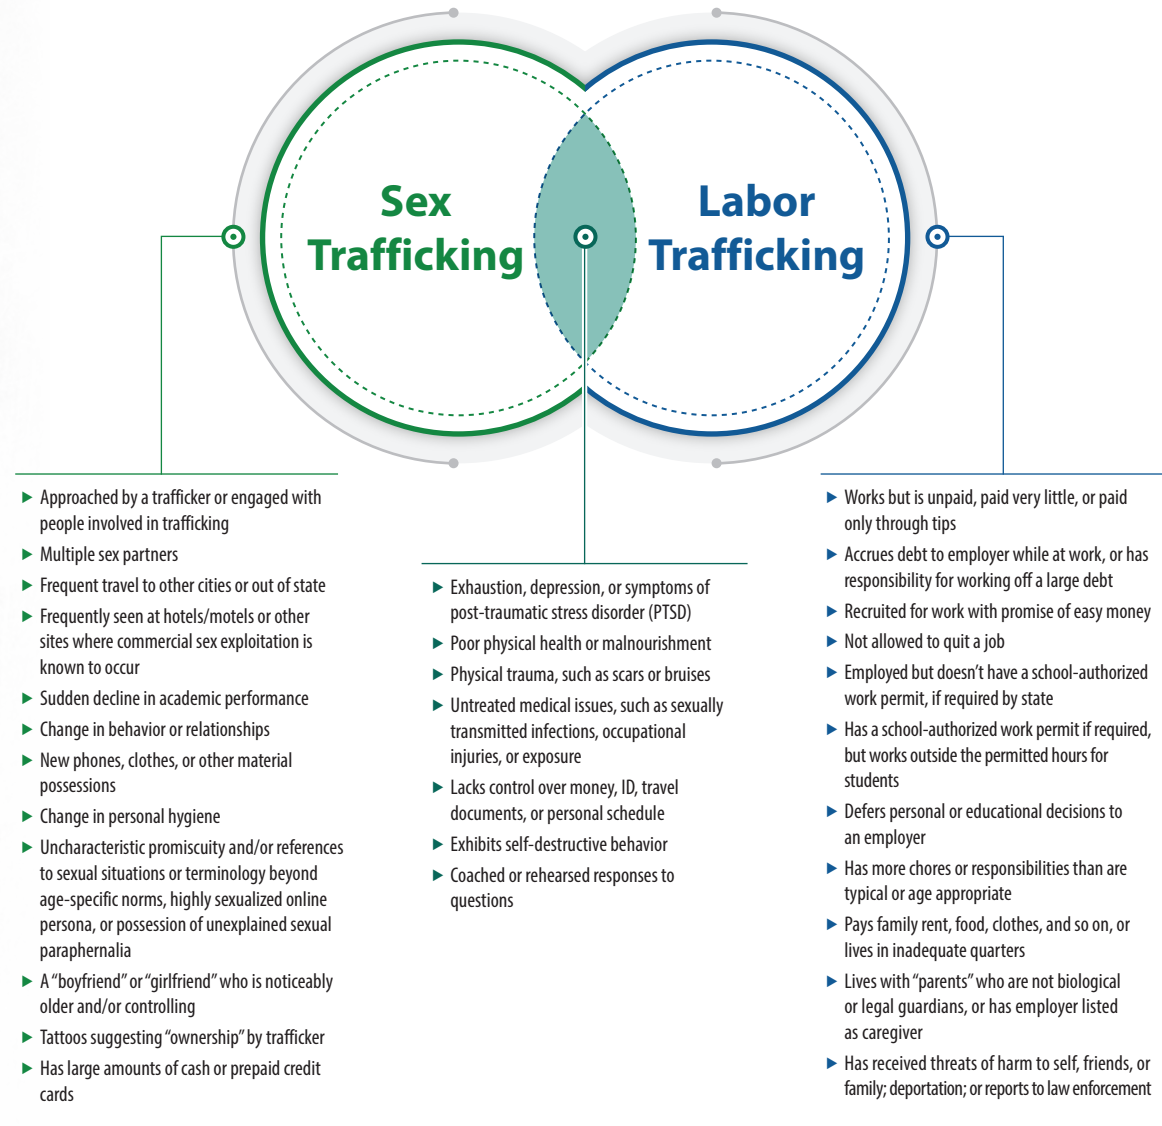 Sex
Trafficking
Labor
Trafficking
Approached by a trafficker or engaged with
people involved in trafficking
Multiple sex partners
Frequent travel to other cities or out of state
Frequently seen at hotels/motels or other
sites where commercial sex exploitation is
known to occur
Sudden decline in academic performance
Change in behavior or relationships
New phones, clothes, or other material
possessions
Change in personal hygiene
Uncharacteristic promiscuity and/or references
to sexual situations or terminology beyond
age-specific norms, highly sexualized online
persona, or possession of unexplained sexual
paraphernalia
A “boyfriend” or “girlfriend” who is noticeably
older and/or controlling
Tattoos suggesting “ownership” by trafficker
Has large amounts of cash or prepaid credit
cards
Exhaustion, depression, or symptoms of
post-traumatic stress disorder (PTSD)
Poor physical health or malnourishment
Physical trauma, such as scars or bruises
Untreated medical issues, such as sexually
transmitted infections, occupational
injuries, or exposure
Lacks control over money, ID, travel
documents, or personal schedule
Exhibits self-destructive behavior
Coached or rehearsed responses to
questions
Works but is unpaid, paid very little, or paid
only through tips
Accrues debt to employer while at work, or has
responsibility for working off a large debt
Recruited for work with promise of easy money
Not allowed to quit a job
Employed but doesn’t have a school-authorized
work permit, if required by state
Has a school-authorized work permit if required,
but works outside the permitted hours for
students
Defers personal or educational decisions to
an employer
Has more chores or responsibilities than are
typical or age appropriate
Pays family rent, food, clothes, and so on, or
lives in inadequate quarters
Lives with “parents” who are not biological
or legal guardians, or has employer listed
as caregiver
Has received threats of harm to self, friends, or
family; deportation; or reports to law enforcement